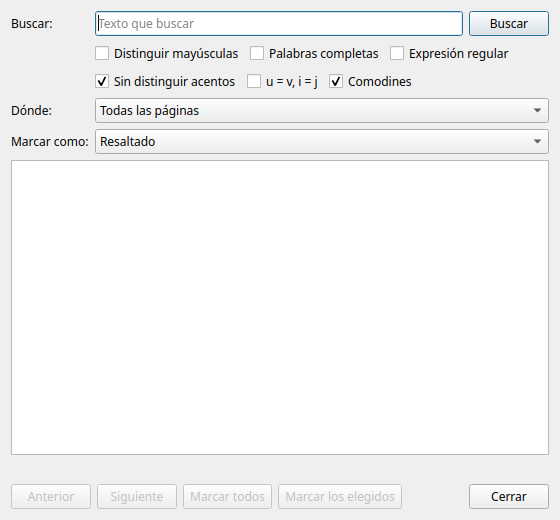 Buscar: Texto que buscar Buscar
Distinguir mayúsculas Palabras completas Expresión regular
Sin distinguir acentos u = v, i = j Comodines
Dónde: Todas las páginas
Marcar como: Resaltado
Anterior Siguiente Marcar todos Marcar los elegidos Cerrar